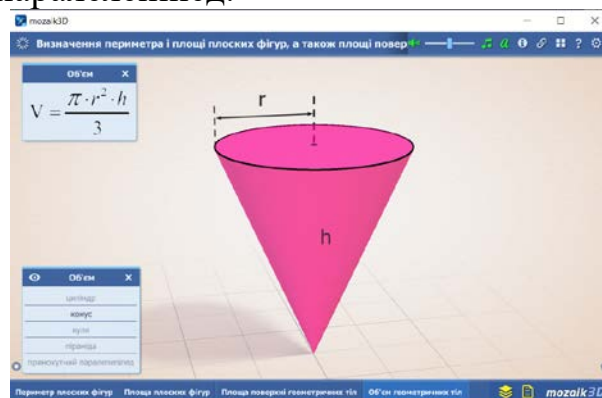 паралелепіпед.
mozaik3D
Визначення периметра і площі плоских фігур, а також площі повер
Об'єм
V = π · r² · h / 3
r
h
Об'єм
циліндр
конус
куля
піраміда
прямокутний паралелепіпед
Периметр плоских фігур Площа плоских фігур Площа поверхні геометричних тіл Об'єм геометричних тіл mozaik3D